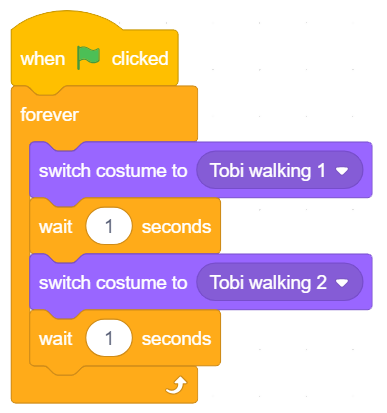 when clicked
forever
switch costume to Tobi walking 1
wait 1 seconds
switch costume to Tobi walking 2
wait 1 seconds